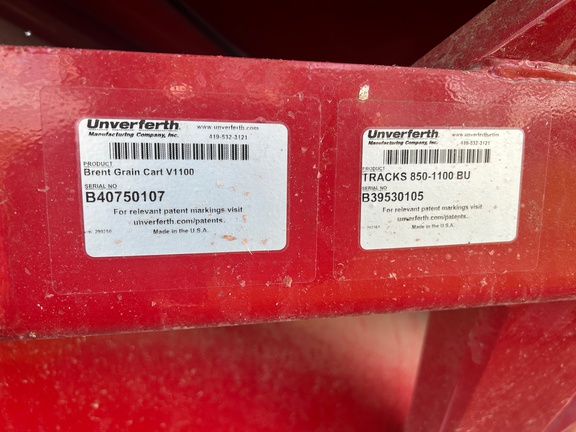 Unverferth
www.unverferth.com
Manufacturing Company, Inc.
419-532-3121
PRODUCT
Brent Grain Cart V1100
SERIAL NO
B40750107
For relevant patent markings visit
unverferth.com/patents.
Made in the U.S.A.
Unverferth
www.unverferth.com
Manufacturing Company, Inc.
419-532-3121
PRODUCT
TRACKS 850-1100 BU
SERIAL NO
B39530105
For relevant patent markings visit
unverferth.com/patents.
Made in the U.S.A.